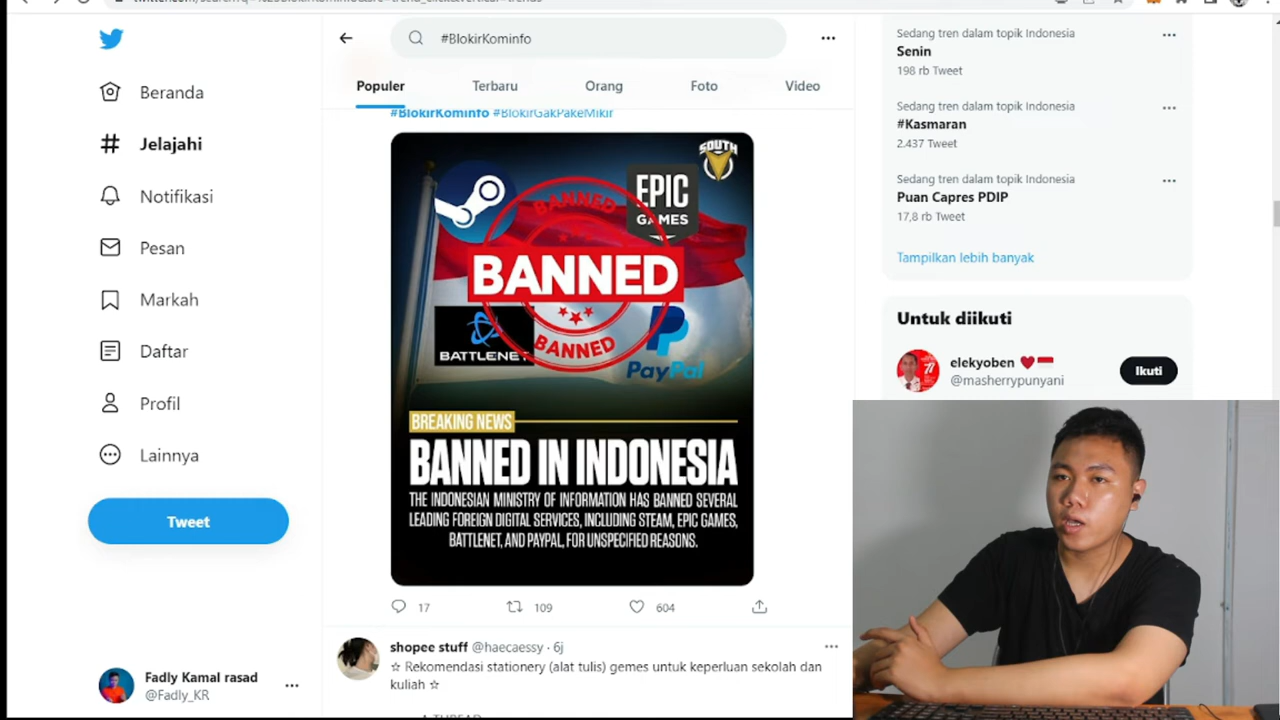 #BlokirKominfo
Populer
Terbaru
Orang
Foto
Video
Beranda
Jelajahi
Notifikasi
Pesan
Markah
Daftar
Profil
Lainnya
Tweet
Fadly Kamal rasad
@Fadly_KR
#BlokirKominfo #BlokirGakPakeMikir
SOUTH
EPIC
GAMES
BANNED
BANNED
BANNED
BATTLENET
PayPal
BREAKING NEWS
BANNED IN INDONESIA
THE INDONESIAN MINISTRY OF INFORMATION HAS BANNED SEVERAL
LEADING FOREIGN DIGITAL SERVICES, INCLUDING STEAM, EPIC GAMES,
BATTLENET, AND PAYPAL, FOR UNSPECIFIED REASONS.
17
109
604
shopee stuff @haecaessy · 6j
☆ Rekomendasi stationery (alat tulis) gemes untuk keperluan sekolah dan
kuliah ☆
Sedang tren dalam topik Indonesia
Senin
198 rb Tweet
Sedang tren dalam topik Indonesia
#Kasmaran
2.437 Tweet
Sedang tren dalam topik Indonesia
Puan Capres PDIP
17,8 rb Tweet
Tampilkan lebih banyak
Untuk diikuti
elekyoben
@masherrypunyani
Ikuti